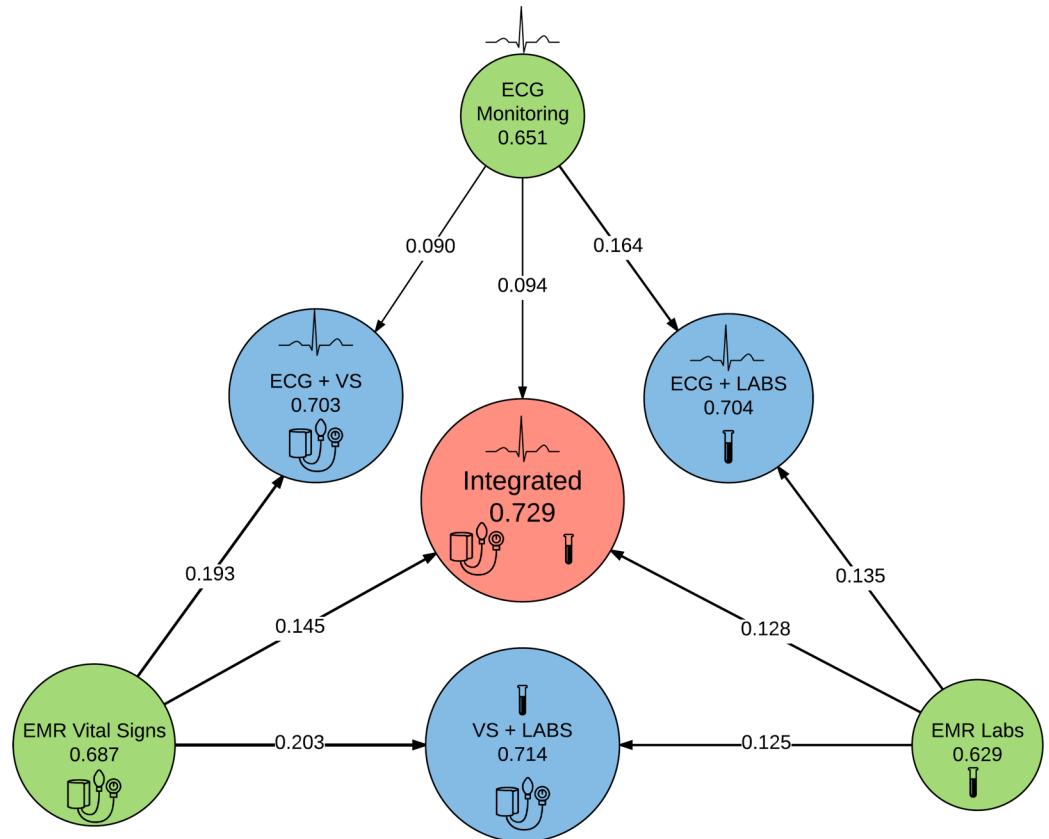 ECG
Monitoring
0.651
0.090
0.164
0.094
ECG + VS
0.703
ECG + LABS
0.704
Integrated
0.729
0.193
0.135
0.145
0.128
EMR Vital Signs
0.687
0.203
VS + LABS
0.714
0.125
EMR Labs
0.629